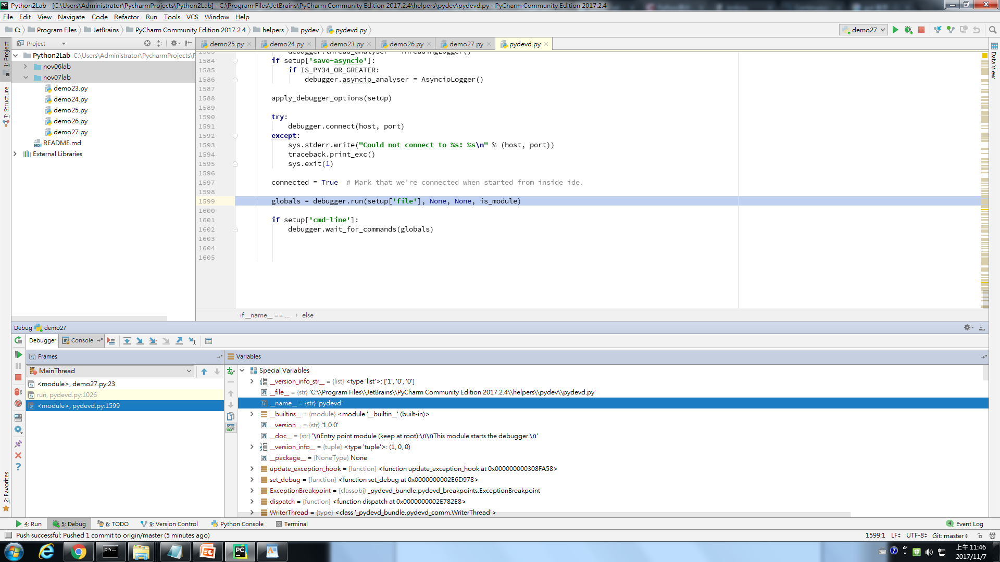 Python2Lab - [C:\Users\Administrator\PycharmProjects\Python2Lab] - C:\Program Files\JetBrains\PyCharm Community Edition 2017.2.4\helpers\pydev\pydevd.py - PyCharm Community Edition 2017.2.4
File Edit View Navigate Code Refactor Run Tools VCS Window Help
C: Program Files JetBrains PyCharm Community Edition 2017.2.4 helpers pydev pydevd.py demo27
Project demo25.py demo24.py demo23.py demo26.py demo27.py pydevd.py
1: Project
7: Structure
2: Favorites
Data View
Python2Lab C:\Users\Administrator\PycharmProjects\P
nov06lab
nov07lab
demo23.py
demo24.py
demo25.py
demo26.py
demo27.py
README.md
External Libraries
1583 debugger.thread_analyser = ThreadingLogger()
1584 if setup['save-asyncio']:
1585 if IS_PY34_OR_GREATER:
1586 debugger.asyncio_analyser = AsyncioLogger()
1587
1588 apply_debugger_options(setup)
1589
1590 try:
1591 debugger.connect(host, port)
1592 except:
1593 sys.stderr.write("Could not connect to %s: %s\n" % (host, port))
1594 traceback.print_exc()
1595 sys.exit(1)
1596
1597 connected = True  # Mark that we're connected when started from inside ide.
1598
1599 globals = debugger.run(setup['file'], None, None, is_module)
1600
1601 if setup['cmd-line']:
1602 debugger.wait_for_commands(globals)
1603
1604
1605
if __name__ == ... › else
Debug demo27
Debugger Console
Frames
MainThread
<module>, demo27.py:23
run, pydevd.py:1026
<module>, pydevd.py:1599
Variables
Special Variables
__version_info_str__ = {list} <type 'list'>: ['1', '0', '0']
__file__ = {str} 'C:\\Program Files\\JetBrains\\PyCharm Community Edition 2017.2.4\\helpers\\pydev\\pydevd.py'
__name__ = {str} 'pydevd'
__builtins__ = {module} <module '__builtin__' (built-in)>
__version__ = {str} '1.0.0'
__doc__ = {str} '\nEntry point module (keep at root):\n\nThis module starts the debugger.\n'
__version_info__ = {tuple} <type 'tuple'>: (1, 0, 0)
__package__ = {NoneType} None
update_exception_hook = {function} <function update_exception_hook at 0x000000000308FA58>
set_debug = {function} <function set_debug at 0x0000000002E6D978>
ExceptionBreakpoint = {classobj} _pydevd_bundle.pydevd_breakpoints.ExceptionBreakpoint
dispatch = {function} <function dispatch at 0x0000000002E782E8>
WriterThread = {type} <class '_pydevd_bundle.pydevd_comm.WriterThread'>
4: Run 5: Debug 6: TODO 9: Version Control Python Console Terminal 4 Event Log
Push successful: Pushed 1 commit to origin/master (5 minutes ago) 1599:1 LF UTF-8 Git: master
上午 11:46
2017/11/7